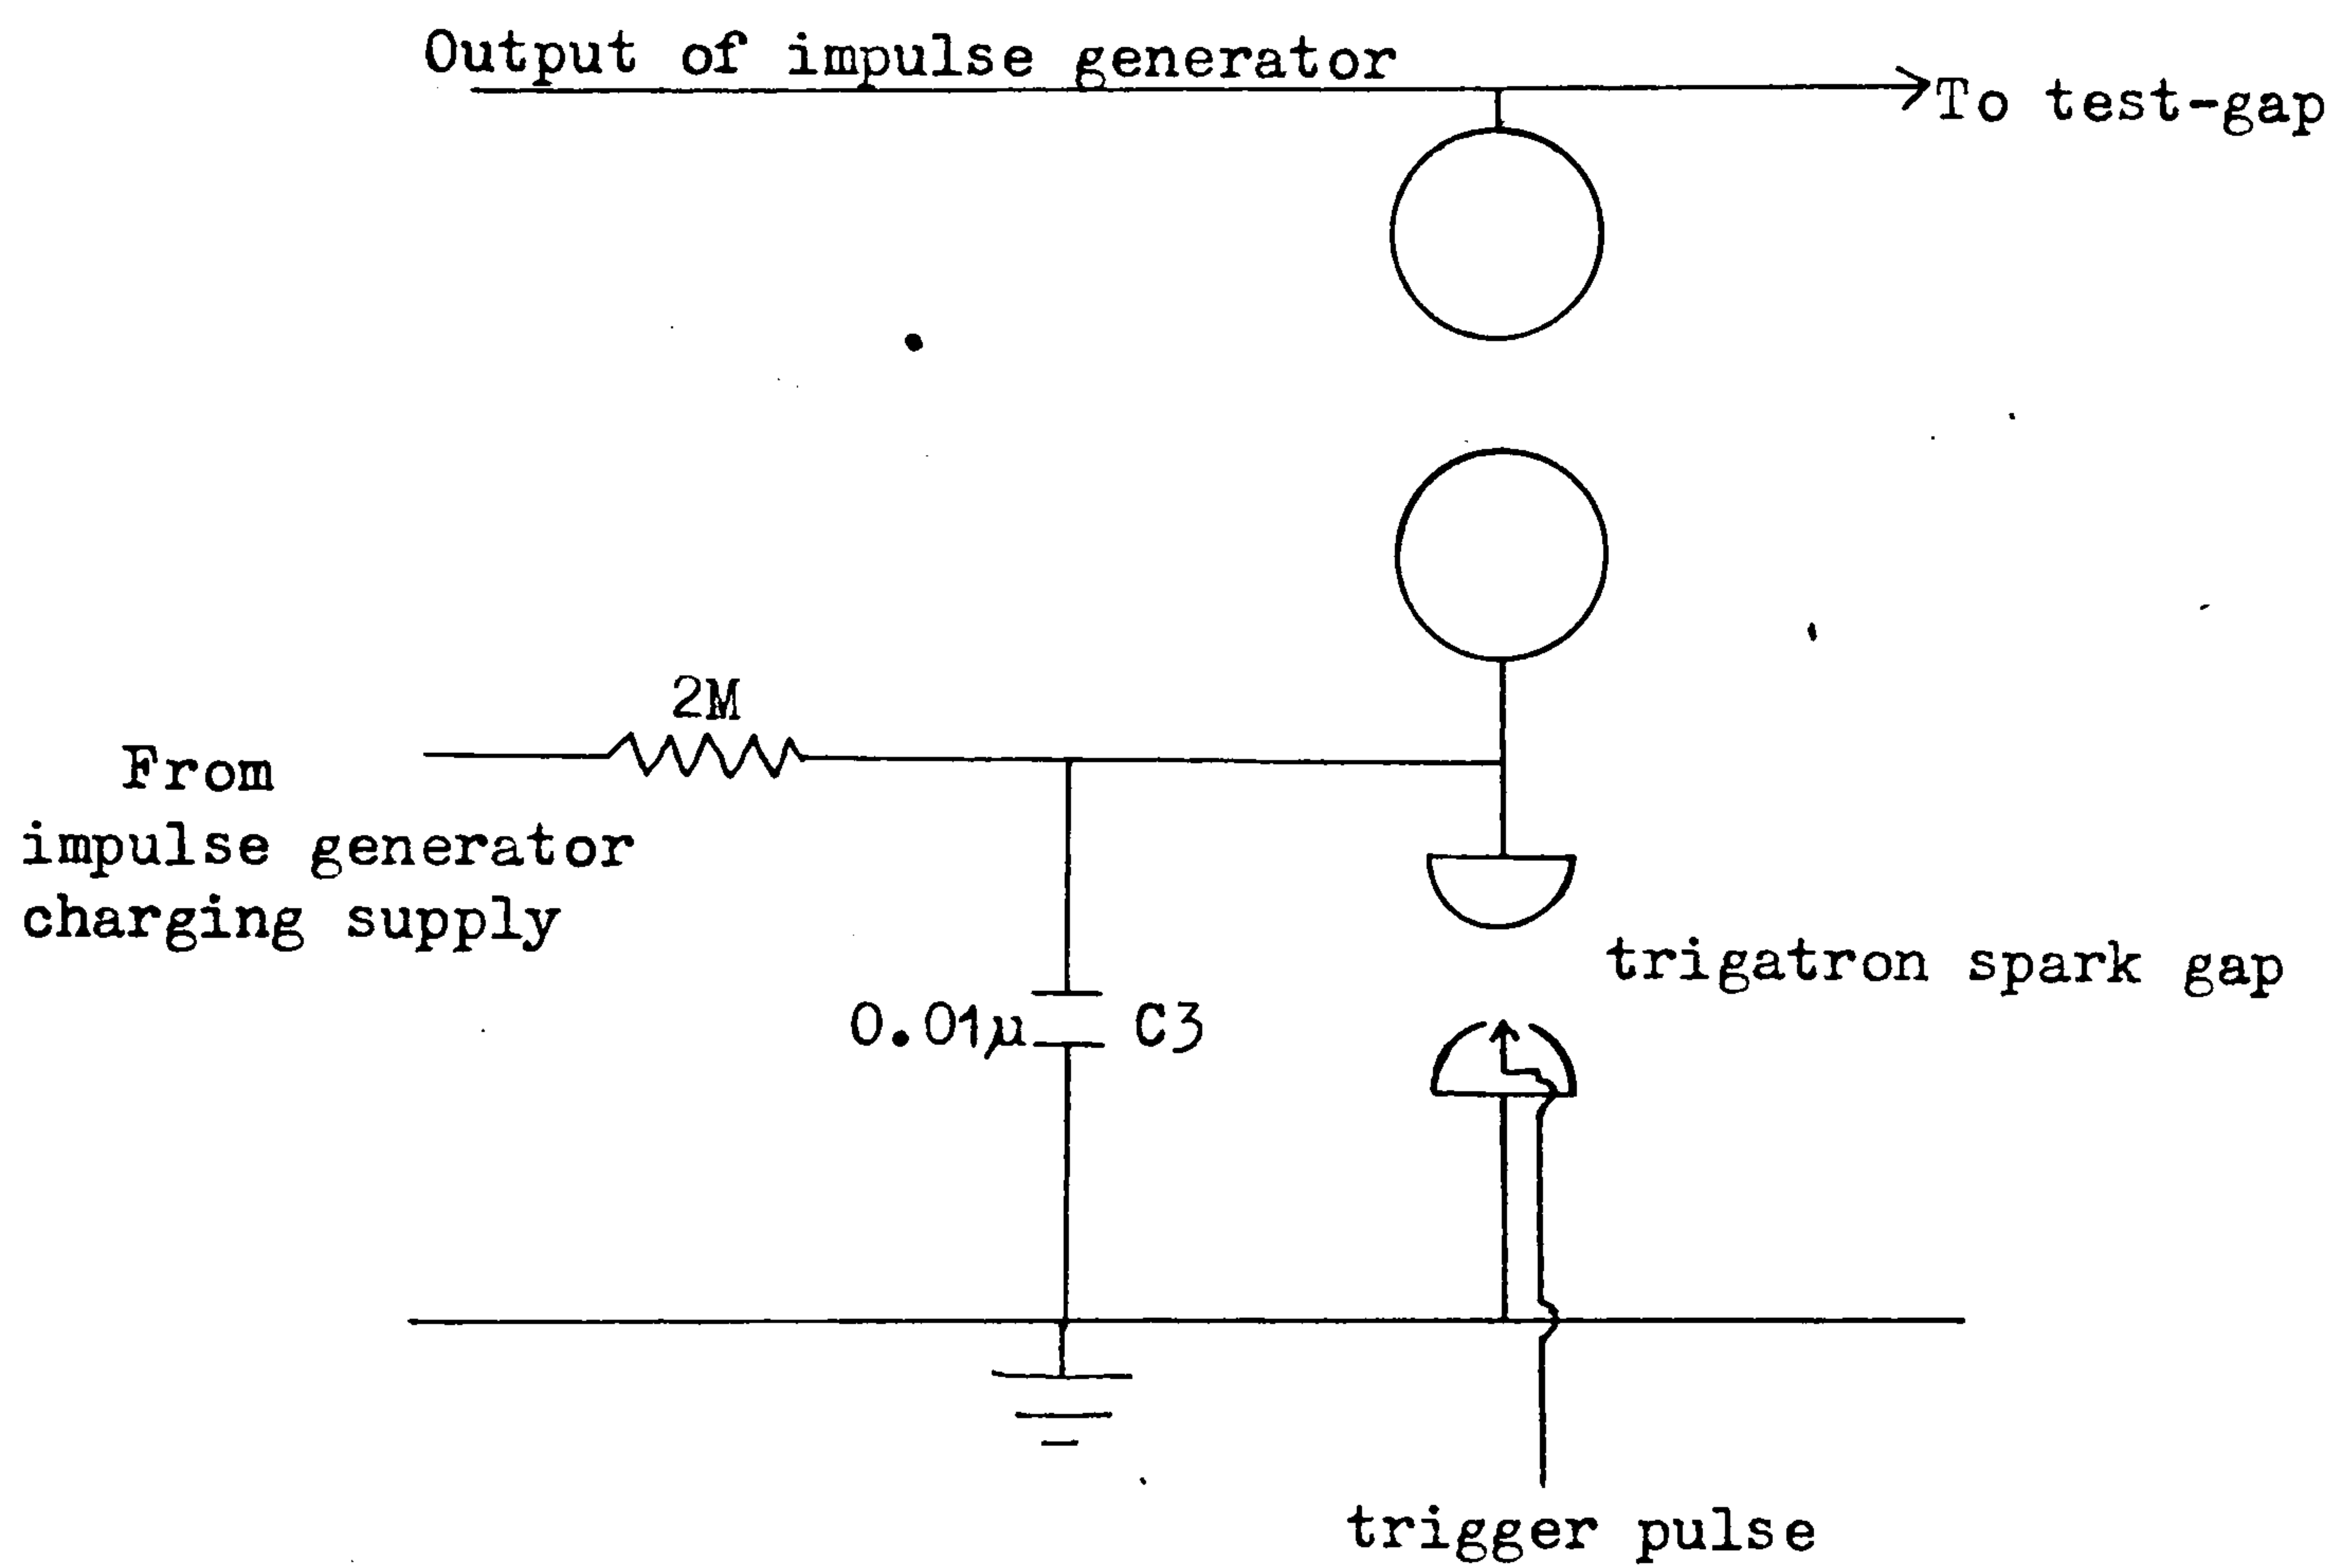 Output of impulse generator
To test-gap
2M
From
impulse generator
charging supply
trigatron spark gap
0.01μ C3
trigger pulse